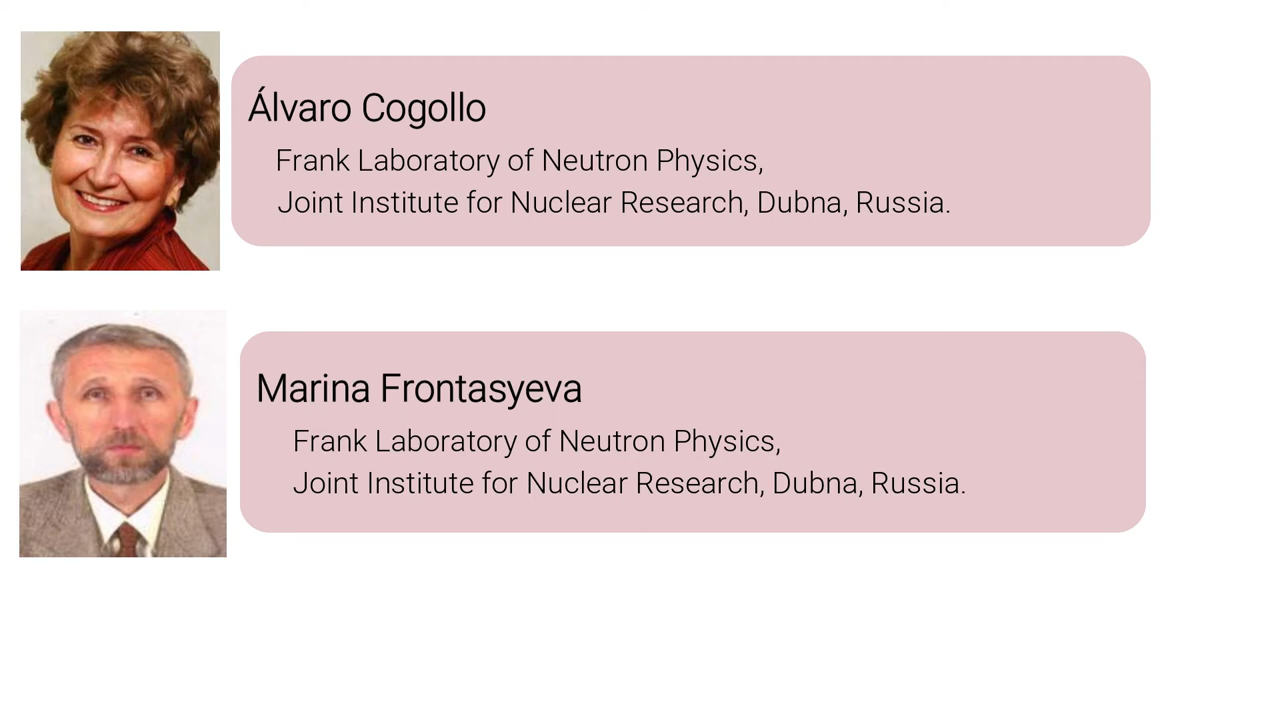 Álvaro Cogollo
Frank Laboratory of Neutron Physics,
Joint Institute for Nuclear Research, Dubna, Russia.
Marina Frontasyeva
Frank Laboratory of Neutron Physics,
Joint Institute for Nuclear Research, Dubna, Russia.